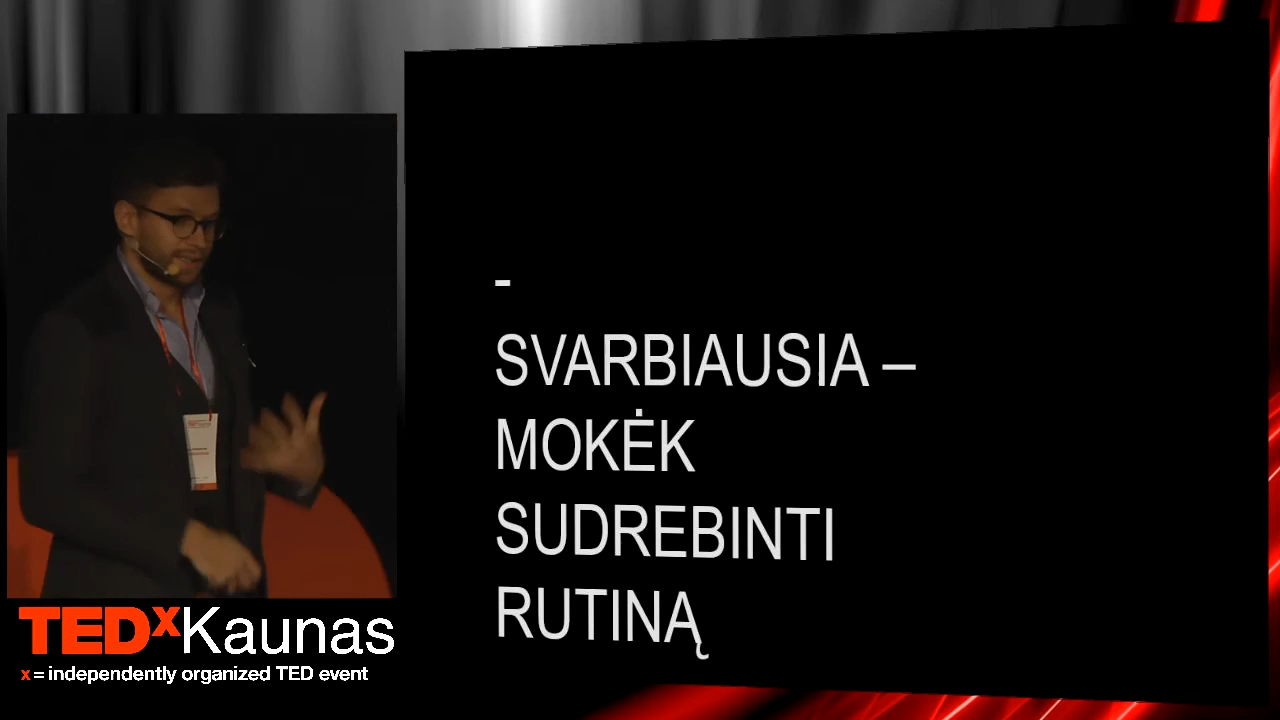 -
SVARBIAUSIA –
MOKĖK
SUDREBINTI
RUTINĄ
TEDxKaunas
x = independently organized TED event